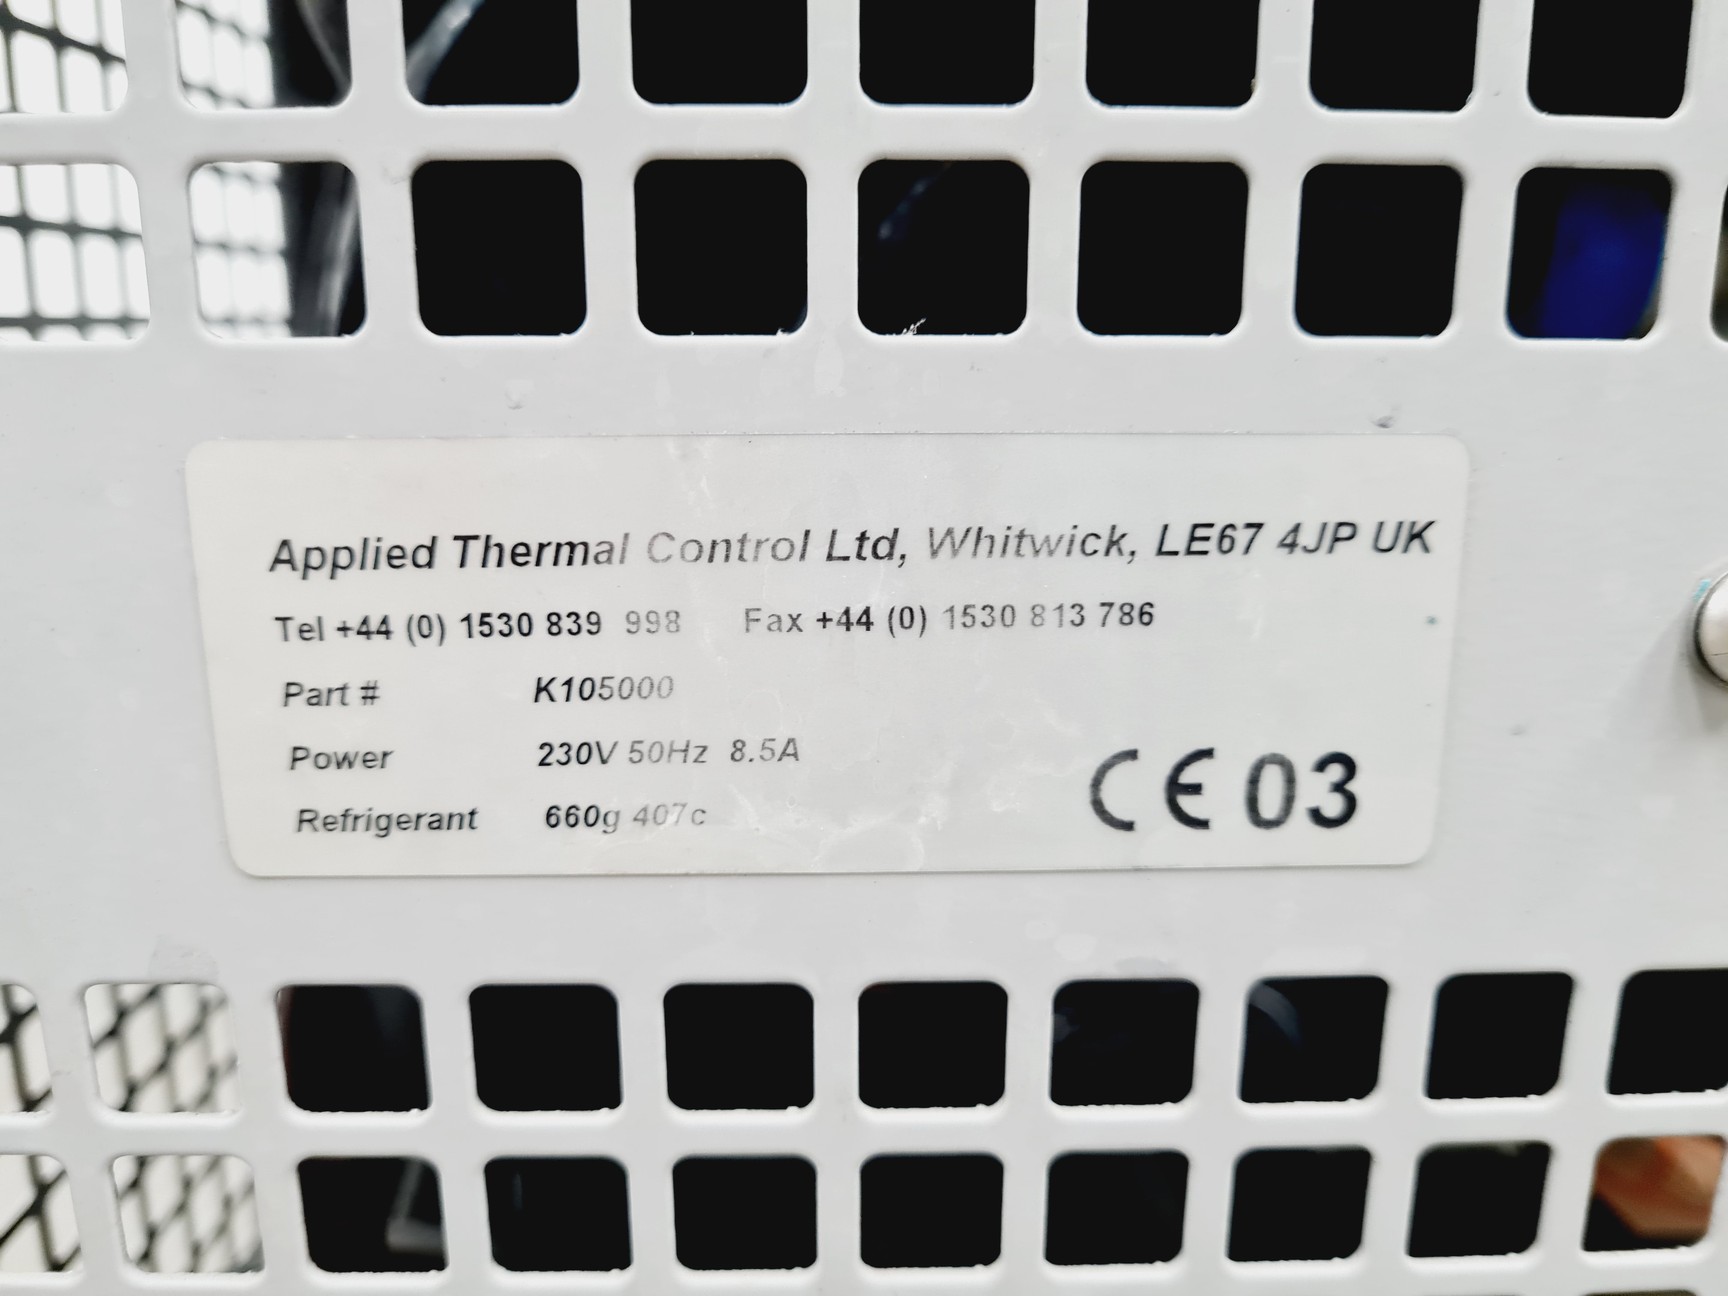 Applied Thermal Control Ltd, Whitwick, LE67 4JP UK
Tel +44 (0) 1530 839 998 Fax +44 (0) 1530 813 786
Part # K105000
Power 230V 50Hz 8.5A
Refrigerant 660g 407c
CE 03